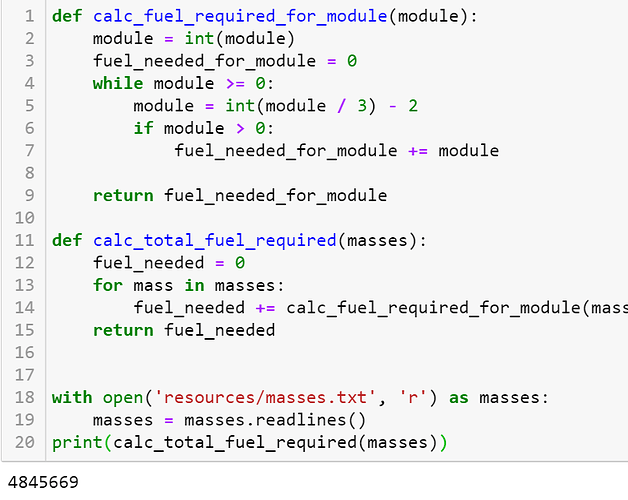 1 def calc_fuel_required_for_module(module):
2     module = int(module)
3     fuel_needed_for_module = 0
4     while module >= 0:
5         module = int(module / 3) - 2
6         if module > 0:
7             fuel_needed_for_module += module
8
9     return fuel_needed_for_module
10
11 def calc_total_fuel_required(masses):
12     fuel_needed = 0
13     for mass in masses:
14         fuel_needed += calc_fuel_required_for_module(mass
15     return fuel_needed
16
17
18 with open('resources/masses.txt', 'r') as masses:
19     masses = masses.readlines()
20 print(calc_total_fuel_required(masses))
4845669